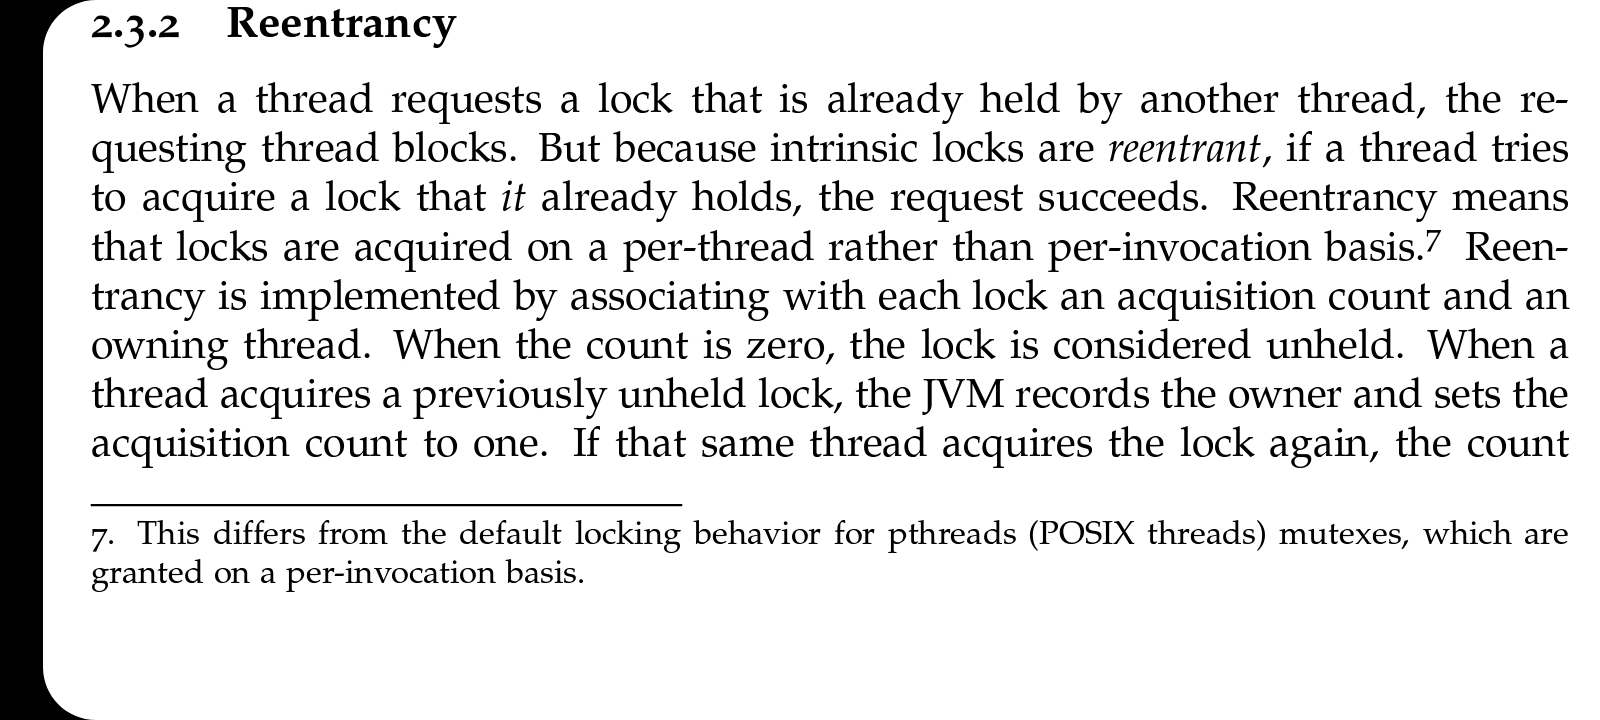 2.3.2 Reentrancy
When a thread requests a lock that is already held by another thread, the re-
questing thread blocks. But because intrinsic locks are reentrant, if a thread tries
to acquire a lock that it already holds, the request succeeds. Reentrancy means
that locks are acquired on a per-thread rather than per-invocation basis.7 Reen-
trancy is implemented by associating with each lock an acquisition count and an
owning thread. When the count is zero, the lock is considered unheld. When a
thread acquires a previously unheld lock, the JVM records the owner and sets the
acquisition count to one. If that same thread acquires the lock again, the count
7. This differs from the default locking behavior for pthreads (POSIX threads) mutexes, which are
granted on a per-invocation basis.